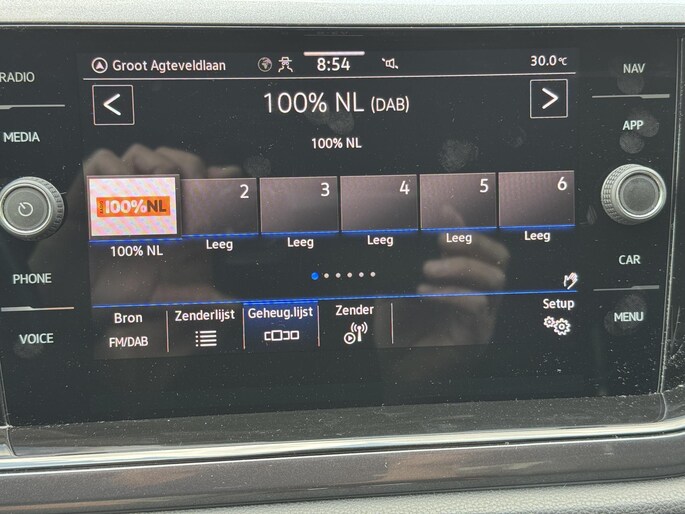 RADIO
MEDIA
PHONE
VOICE
Groot Agteveldlaan 8:54 30.0 °C
100% NL (DAB)
100% NL
100%NL 2 3 4 5 6
100% NL Leeg Leeg Leeg Leeg Leeg
Bron Zenderlijst Geheug.lijst Zender Setup
FM/DAB
NAV
APP
CAR
MENU